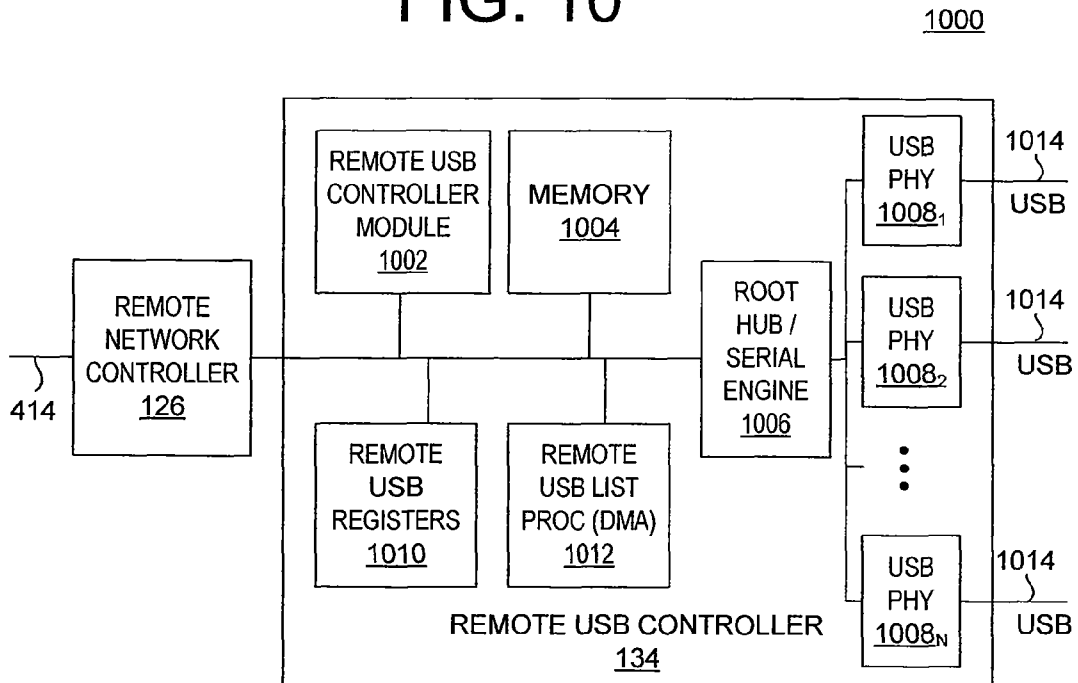 FIG. 10
1000
REMOTE USB
CONTROLLER
MODULE
1002
MEMORY
1004
USB
PHY
1008₁
1014
USB
REMOTE
NETWORK
CONTROLLER
126
414
ROOT
HUB /
SERIAL
ENGINE
1006
USB
PHY
1008₂
1014
USB
REMOTE
USB
REGISTERS
1010
REMOTE
USB LIST
PROC (DMA)
1012
USB
PHY
1008N
1014
USB
REMOTE USB CONTROLLER
134